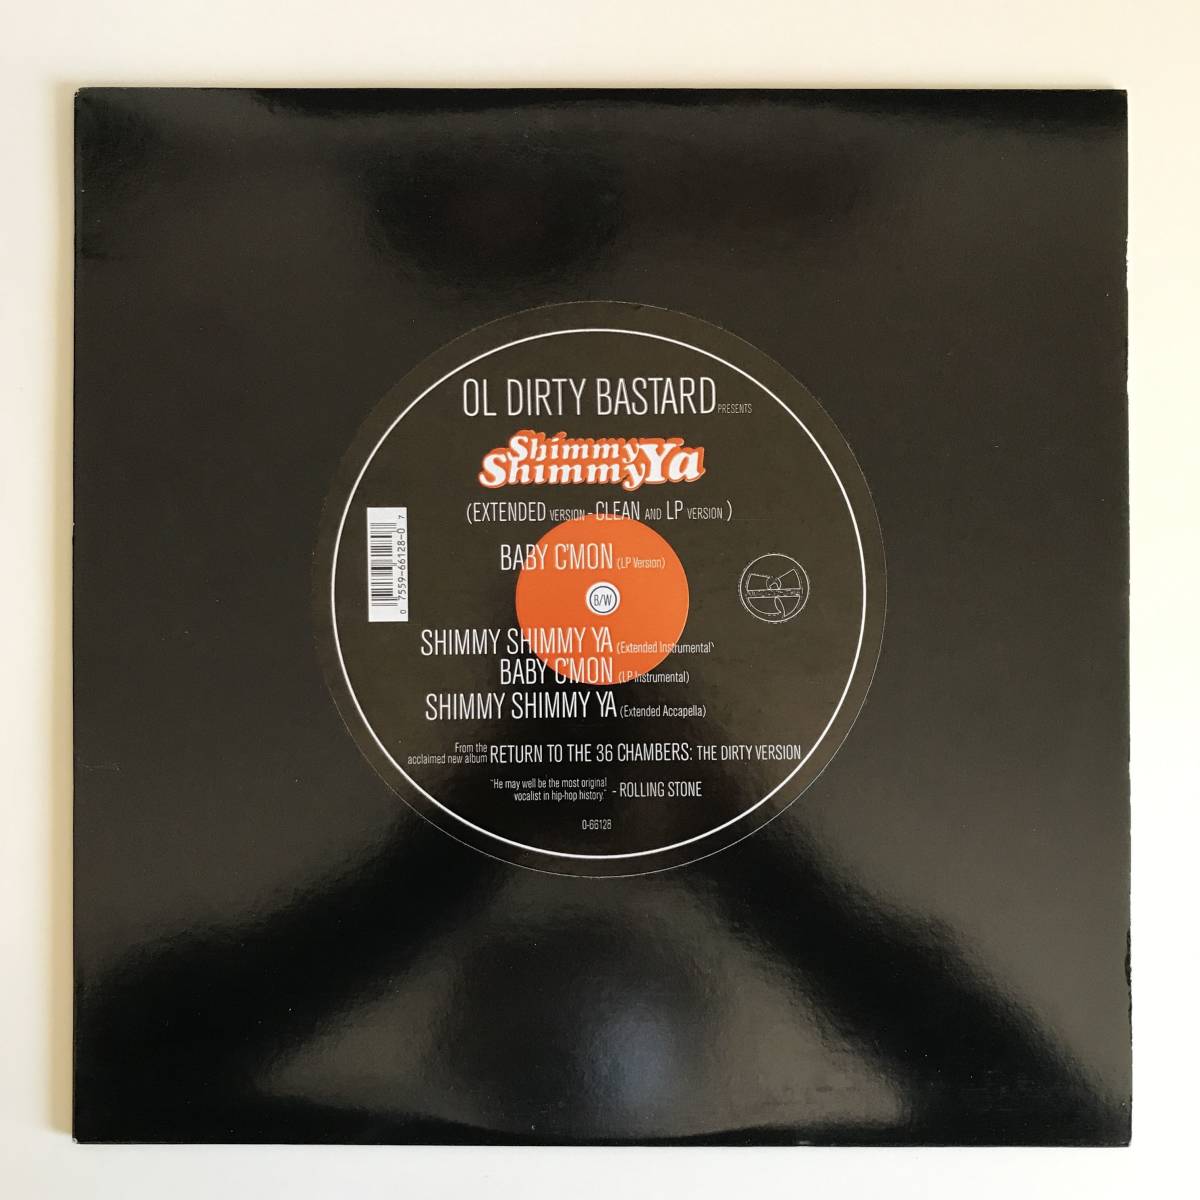 OL DIRTY BASTARD PRESENTS
Shimmy
Shimmy Ya
(EXTENDED VERSION - CLEAN AND LP VERSION )
BABY C'MON (LP Version)
B/W
SHIMMY SHIMMY YA (Extended Instrumental)
BABY C'MON (LP Instrumental)
SHIMMY SHIMMY YA (Extended Accapella)
From the
acclaimed new album RETURN TO THE 36 CHAMBERS: THE DIRTY VERSION
"He may well be the most original
vocalist in hip-hop history." - ROLLING STONE
0-66128
0 7559-66128-0 7